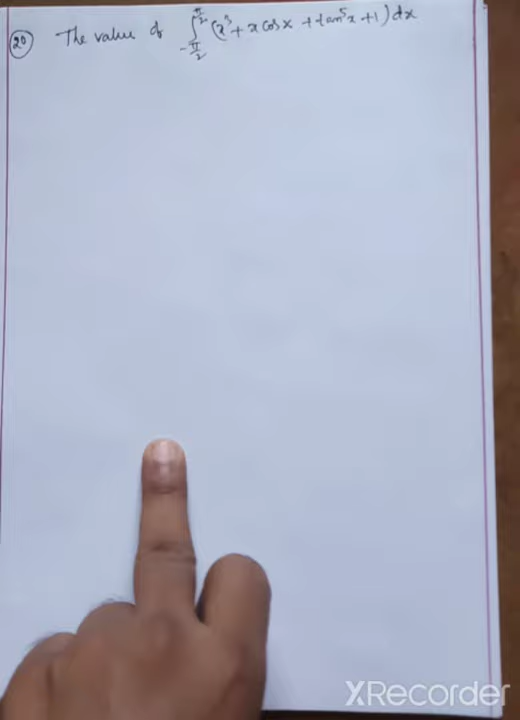 (20) The value of ∫_{-π/2}^{π/2} (x³ + x cos x + tan⁵x + 1) dx
XRecorder